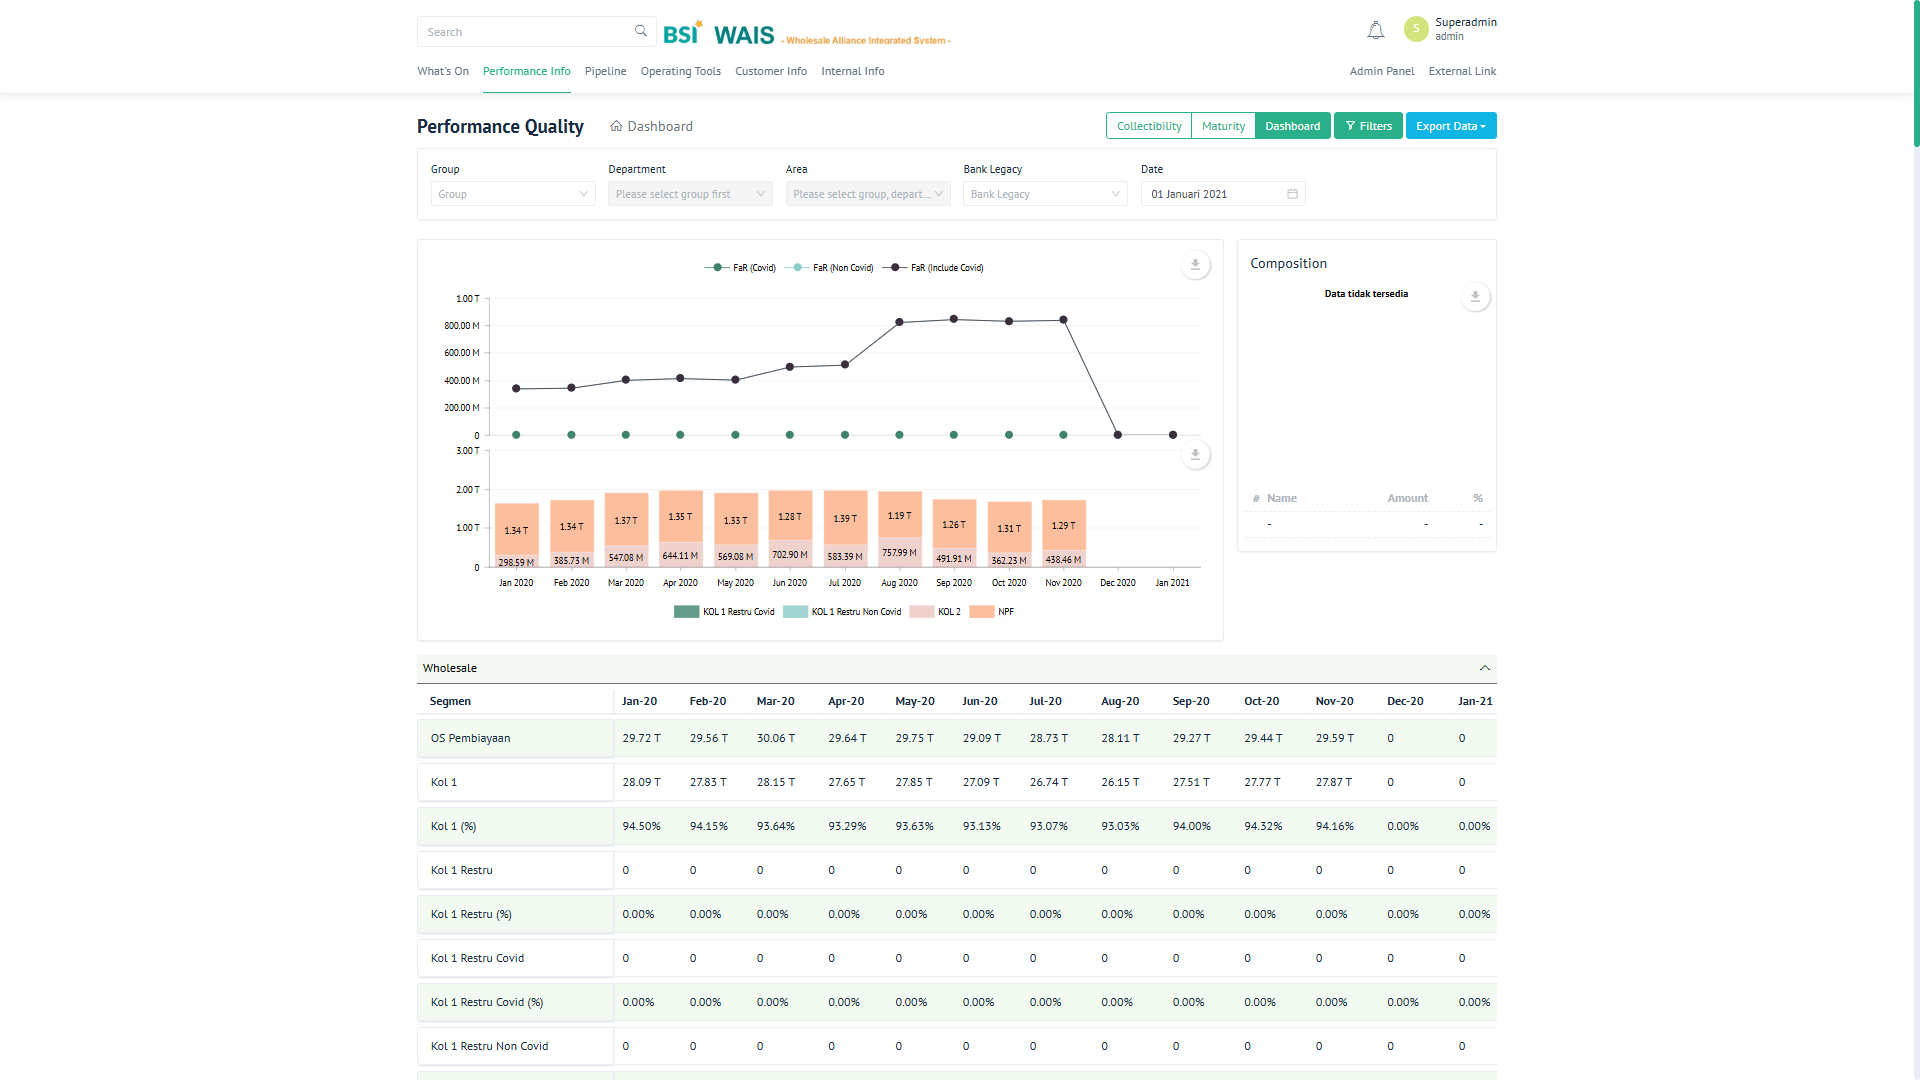 Search
BSI WAIS - Wholesale Alliance Integrated System -
S
Superadmin
admin
What's On Performance Info Pipeline Operating Tools Customer Info Internal Info Admin Panel External Link
Performance Quality Dashboard Collectibility Maturity Dashboard Filters Export Data
Group Department Area Bank Legacy Date
Group Please select group first Please select group, depart... Bank Legacy 01 Januari 2021
FaR (Covid) FaR (Non Covid) FaR (Include Covid)
1.00 T
800.00 M
600.00 M
400.00 M
200.00 M
0
3.00 T
2.00 T
1.00 T
0
1.34 T 1.34 T 1.37 T 1.35 T 1.33 T 1.28 T 1.39 T 1.19 T 1.26 T 1.31 T 1.29 T
298.59 M 385.73 M 547.08 M 644.11 M 569.08 M 702.90 M 583.39 M 757.99 M 491.91 M 362.23 M 438.46 M
Jan 2020 Feb 2020 Mar 2020 Apr 2020 May 2020 Jun 2020 Jul 2020 Aug 2020 Sep 2020 Oct 2020 Nov 2020 Dec 2020 Jan 2021
KOL 1 Restru Covid KOL 1 Restru Non Covid KOL 2 NPF
Composition
Data tidak tersedia
# Name Amount %
- - -
Wholesale
Segmen Jan-20 Feb-20 Mar-20 Apr-20 May-20 Jun-20 Jul-20 Aug-20 Sep-20 Oct-20 Nov-20 Dec-20 Jan-21
OS Pembiayaan 29.72 T 29.56 T 30.06 T 29.64 T 29.75 T 29.09 T 28.73 T 28.11 T 29.27 T 29.44 T 29.59 T 0 0
Kol 1 28.09 T 27.83 T 28.15 T 27.65 T 27.85 T 27.09 T 26.74 T 26.15 T 27.51 T 27.77 T 27.87 T 0 0
Kol 1 (%) 94.50% 94.15% 93.64% 93.29% 93.63% 93.13% 93.07% 93.03% 94.00% 94.32% 94.16% 0.00% 0.00%
Kol 1 Restru 0 0 0 0 0 0 0 0 0 0 0 0 0
Kol 1 Restru (%) 0.00% 0.00% 0.00% 0.00% 0.00% 0.00% 0.00% 0.00% 0.00% 0.00% 0.00% 0.00% 0.00%
Kol 1 Restru Covid 0 0 0 0 0 0 0 0 0 0 0 0 0
Kol 1 Restru Covid (%) 0.00% 0.00% 0.00% 0.00% 0.00% 0.00% 0.00% 0.00% 0.00% 0.00% 0.00% 0.00% 0.00%
Kol 1 Restru Non Covid 0 0 0 0 0 0 0 0 0 0 0 0 0